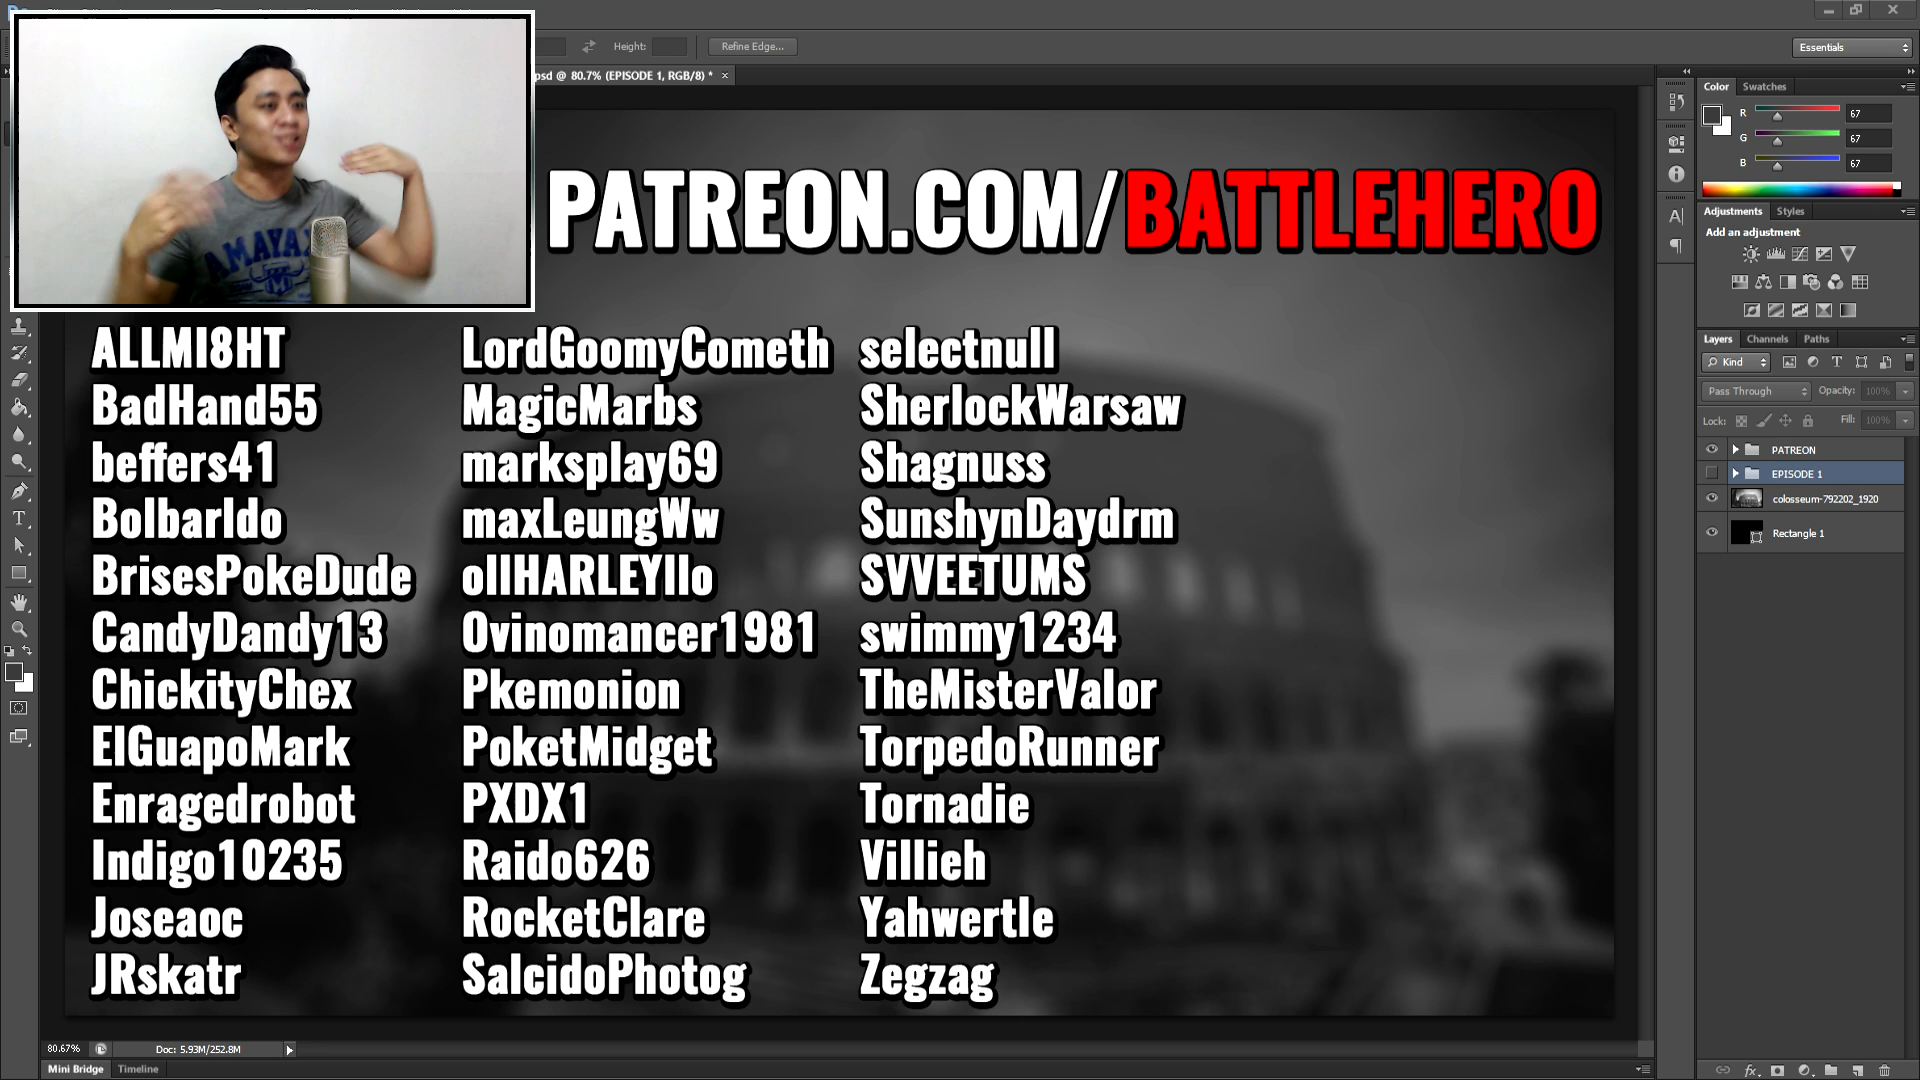 Height:
Refine Edge...
Essentials
psd @ 80.7% (EPISODE 1, RGB/8) *
PATREON.COM/BATTLEHERO
AMAYA
ALLMI8HT
BadHand55
beffers41
Bolbarldo
BrisesPokeDude
CandyDandy13
ChickityChex
ElGuapoMark
Enragedrobot
Indigo10235
Joseaoc
JRskatr
LordGoomyCometh
MagicMarbs
marksplay69
maxLeungWw
ollHARLEYllo
Ovinomancer1981
Pkemonion
PoketMidget
PXDX1
Raido626
RocketClare
SalcidoPhotog
selectnull
SherlockWarsaw
Shagnuss
SunshynDaydrm
SVVEETUMS
swimmy1234
TheMisterValor
TorpedoRunner
Tornadie
Villieh
Yahwertle
Zegzag
Color Swatches
R 67
G 67
B 67
Adjustments Styles
Add an adjustment
Layers Channels Paths
Kind
Pass Through Opacity: 100%
Lock: Fill: 100%
PATREON
EPISODE 1
colosseum-792202_1920
Rectangle 1
80.67% Doc: 5.93M/252.8M
Mini Bridge Timeline